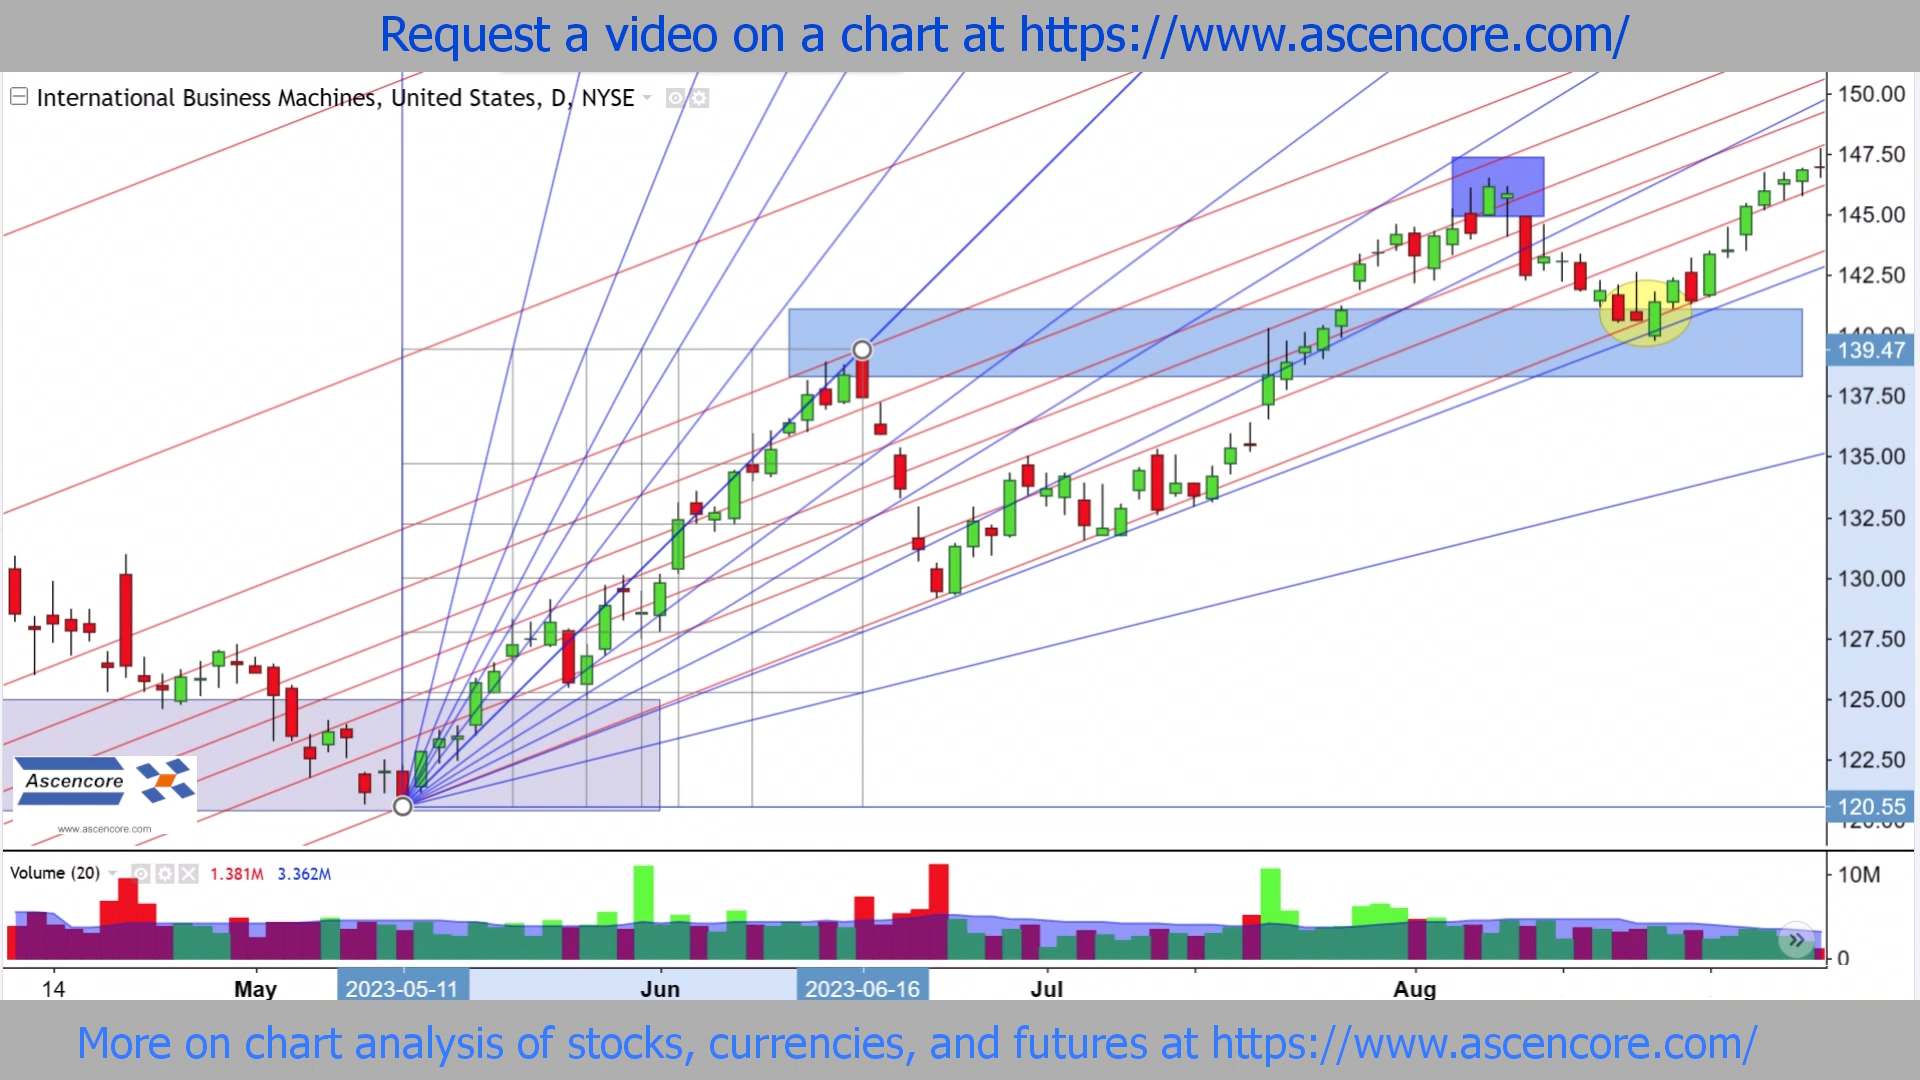 Request a video on a chart at https://www.ascencore.com/
International Business Machines, United States, D, NYSE
150.00
147.50
145.00
142.50
140.00
139.47
137.50
135.00
132.50
130.00
127.50
125.00
122.50
120.55
120.00
Ascencore
www.ascencore.com
Volume (20) 1.381M 3.362M
10M
0
14 May 2023-05-11 Jun 2023-06-16 Jul Aug
More on chart analysis of stocks, currencies, and futures at https://www.ascencore.com/